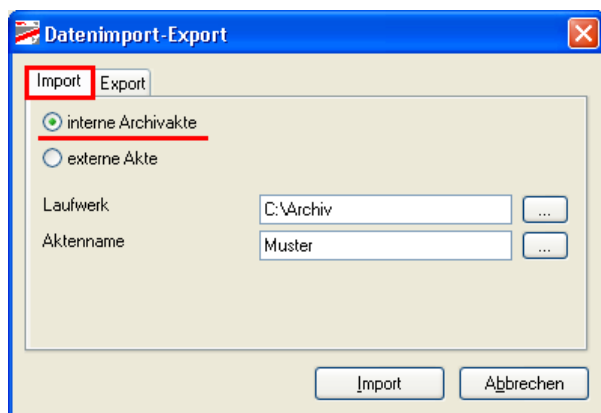 Datenimport-Export
Import Export
interne Archivakte
externe Akte
Laufwerk C:\Archiv ...
Aktenname Muster ...
Import Abbrechen